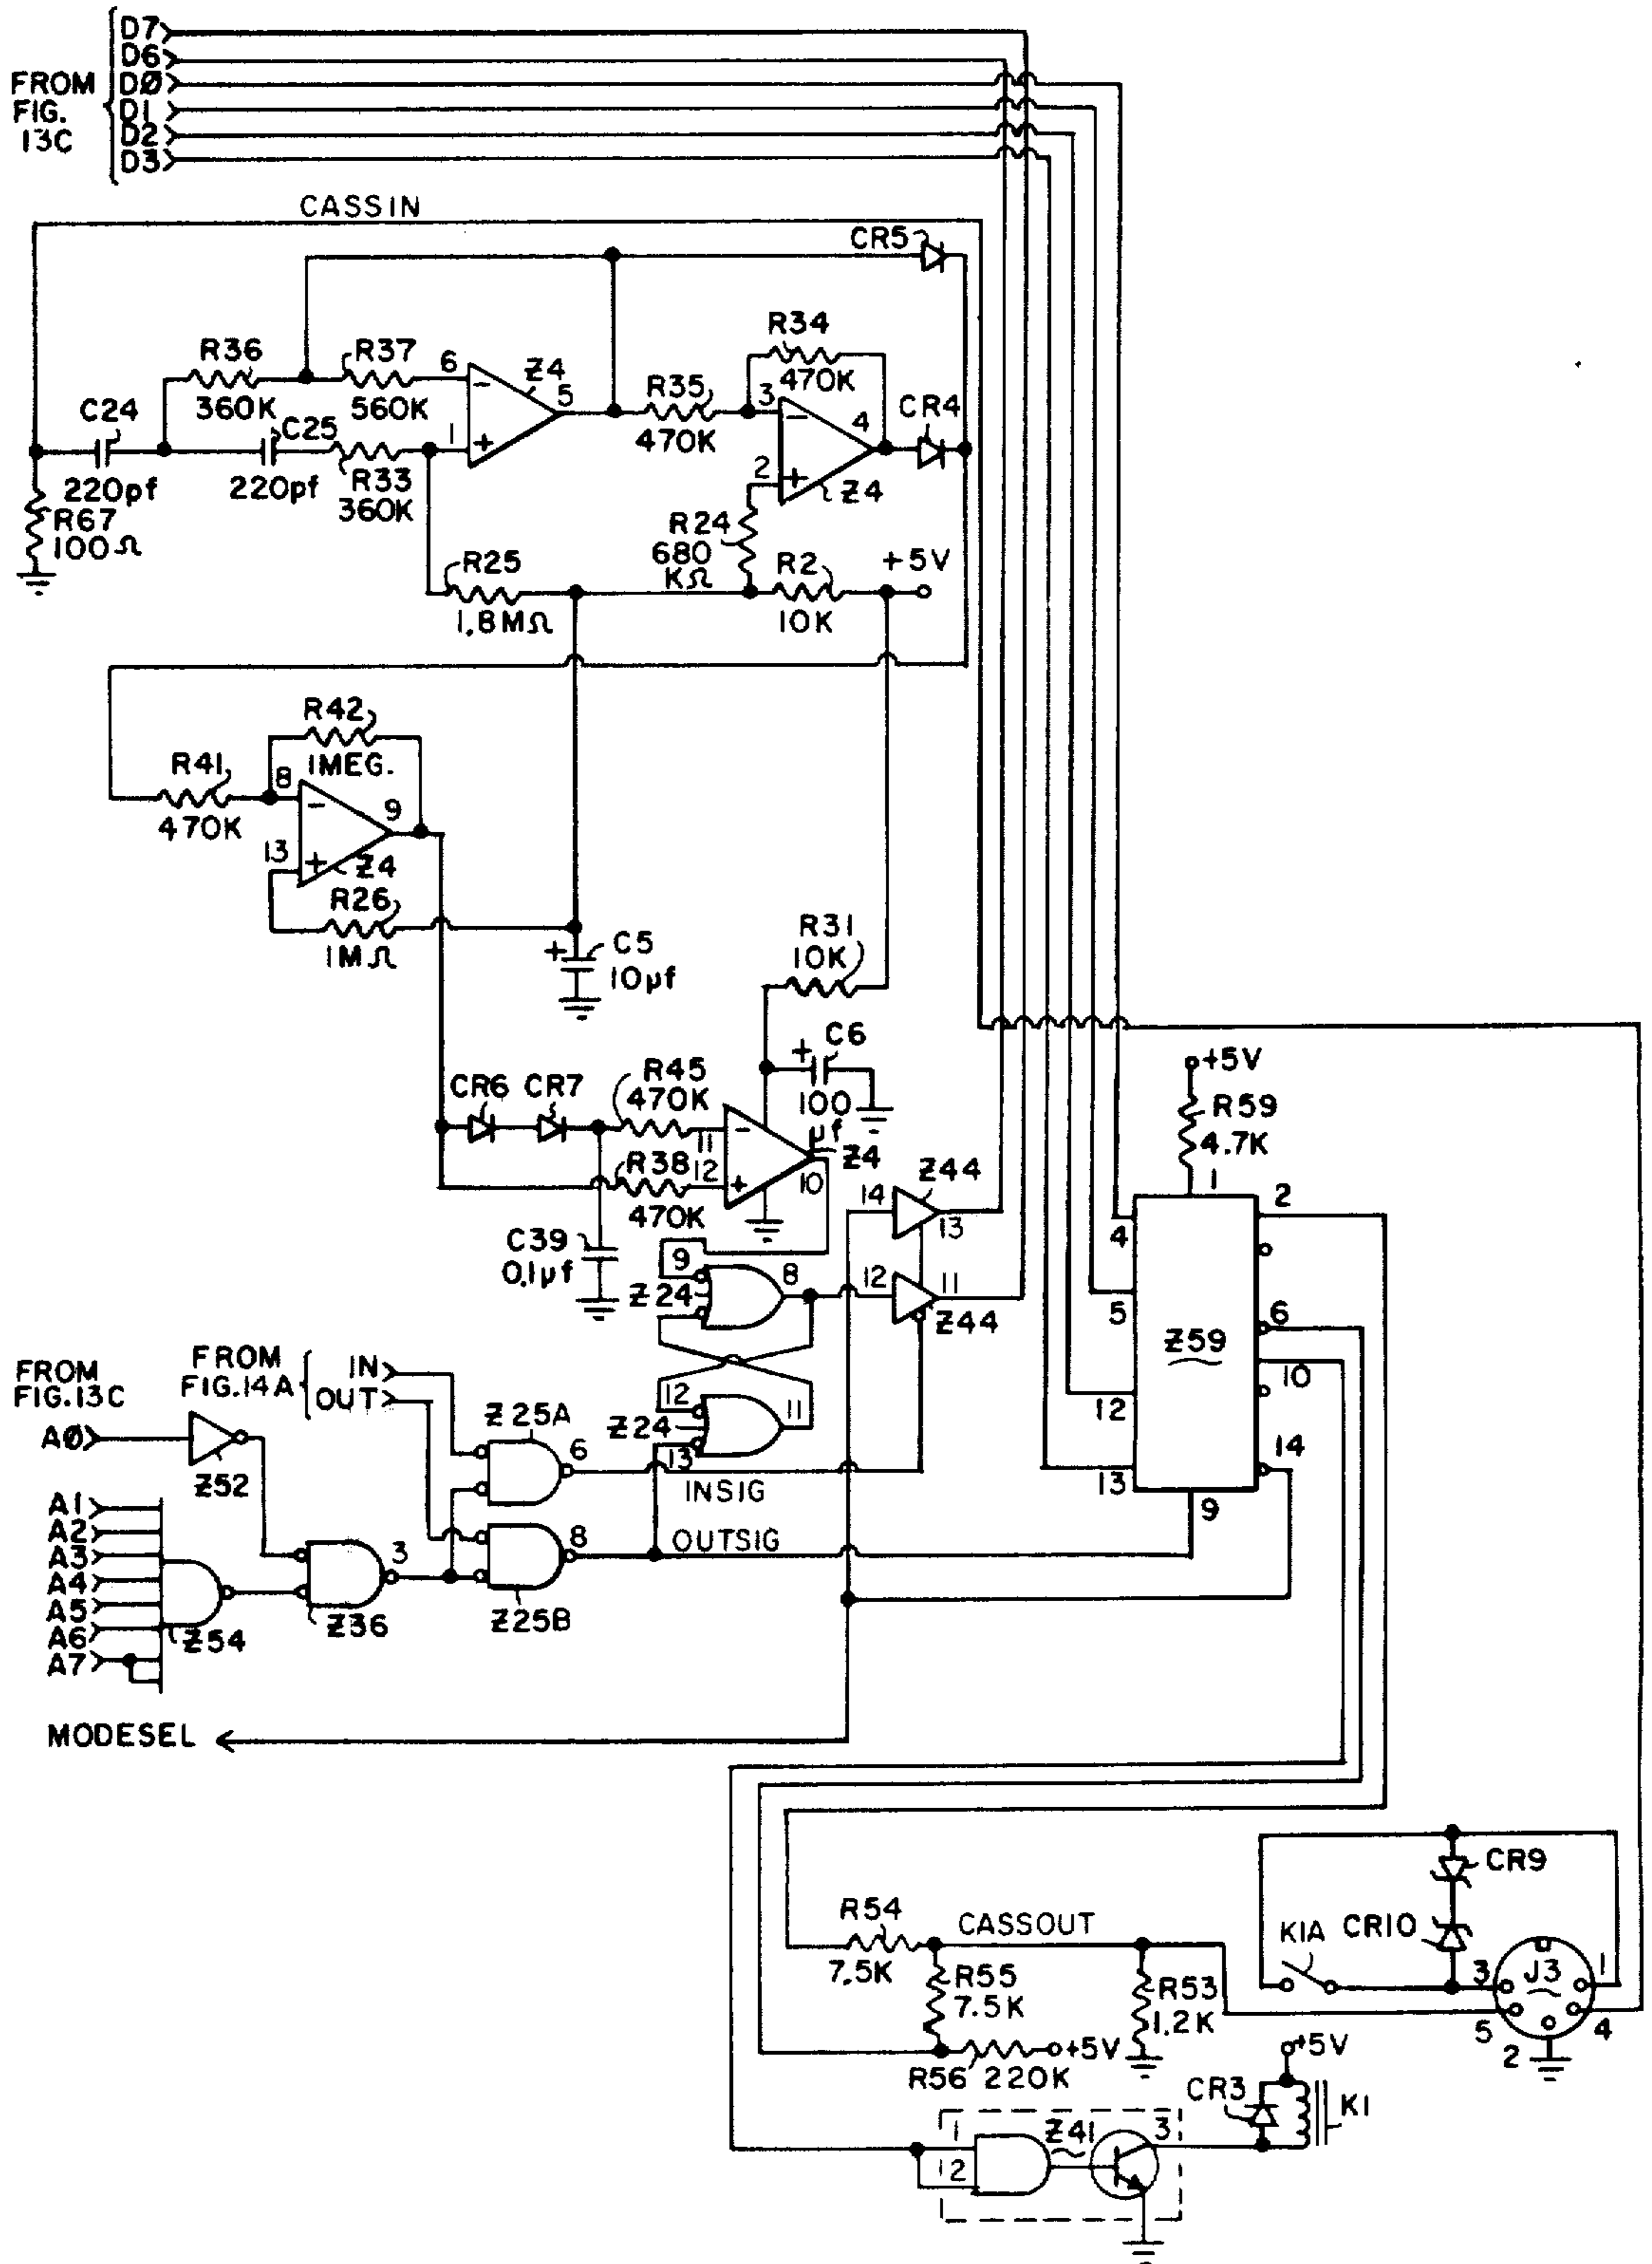 D7
D6
FROM FIG. 13C
DØ
D1
D2
D3
CASSIN
CR5
R34
470K
R36
360K
R37
560K
6
Z4
5
R35
470K
3
4
CR4
C24
220pf
C25
220pf
R33
360K
1
2
Z4
R67
100Ω
R24
680
KΩ
R2
10K
+5V
R25
1.8MΩ
R42
1MEG.
R41
470K
8
9
13
Z4
R26
1MΩ
C5
10µf
R31
10K
C6
100
µf
CR6
CR7
R45
470K
11
12
Z4
10
R38
470K
C39
0.1µf
+5V
R59
4.7K
Z44
14
13
12
11
Z44
9
8
Z24
1
2
4
5
6
Z59
10
12
13
14
9
FROM FIG.13C
AØ
FROM FIG.14A
IN
OUT
Z52
Z25A
6
12
11
Z24
13
INSIG
A1
A2
A3
A4
A5
A6
A7
Z54
3
Z36
8
Z25B
OUTSIG
MODESEL
R54
7.5K
CASSOUT
R55
7.5K
R53
1.2K
R56 220K
+5V
K1A
CR9
CR10
3
J3
1
5
2
4
+5V
CR3
K1
1
12
Z41
3